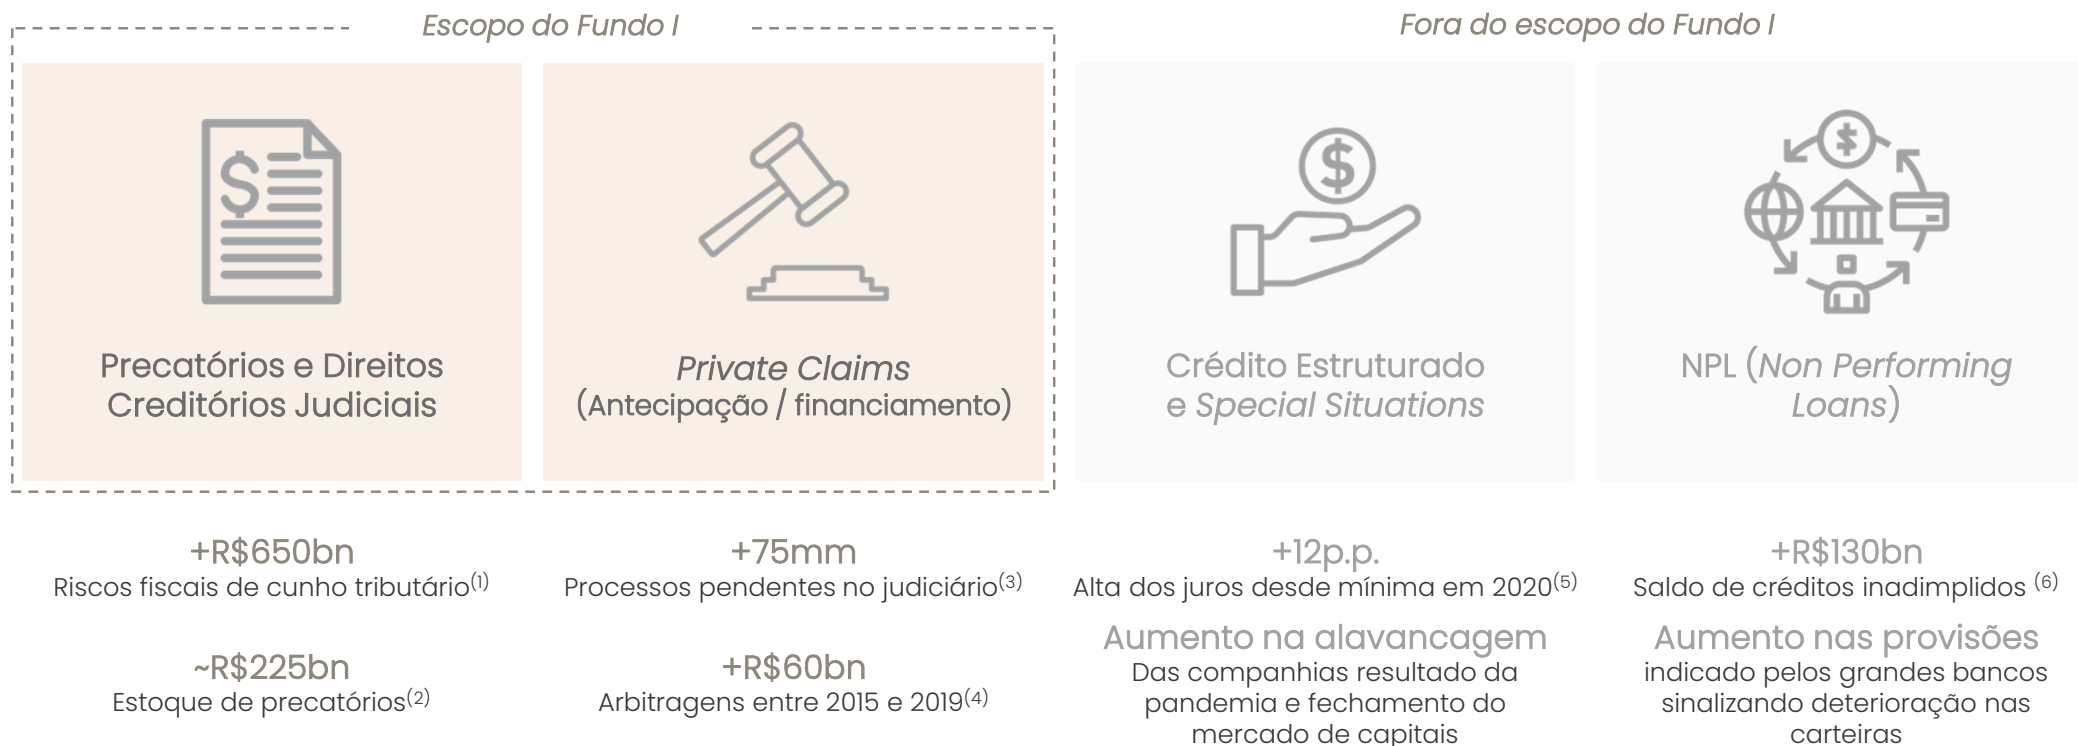 Escopo do Fundo I
Fora do escopo do Fundo I
Precatórios e Direitos
Creditórios Judiciais
Private Claims
(Antecipação / financiamento)
Crédito Estruturado
e Special Situations
NPL (Non Performing
Loans)
+R$650bn
Riscos fiscais de cunho tributário(1)
~R$225bn
Estoque de precatórios(2)
+75mm
Processos pendentes no judiciário(3)
+R$60bn
Arbitragens entre 2015 e 2019(4)
+12p.p.
Alta dos juros desde mínima em 2020(5)
Aumento na alavancagem
Das companhias resultado da
pandemia e fechamento do
mercado de capitais
+R$130bn
Saldo de créditos inadimplidos (6)
Aumento nas provisões
indicado pelos grandes bancos
sinalizando deterioração nas
carteiras